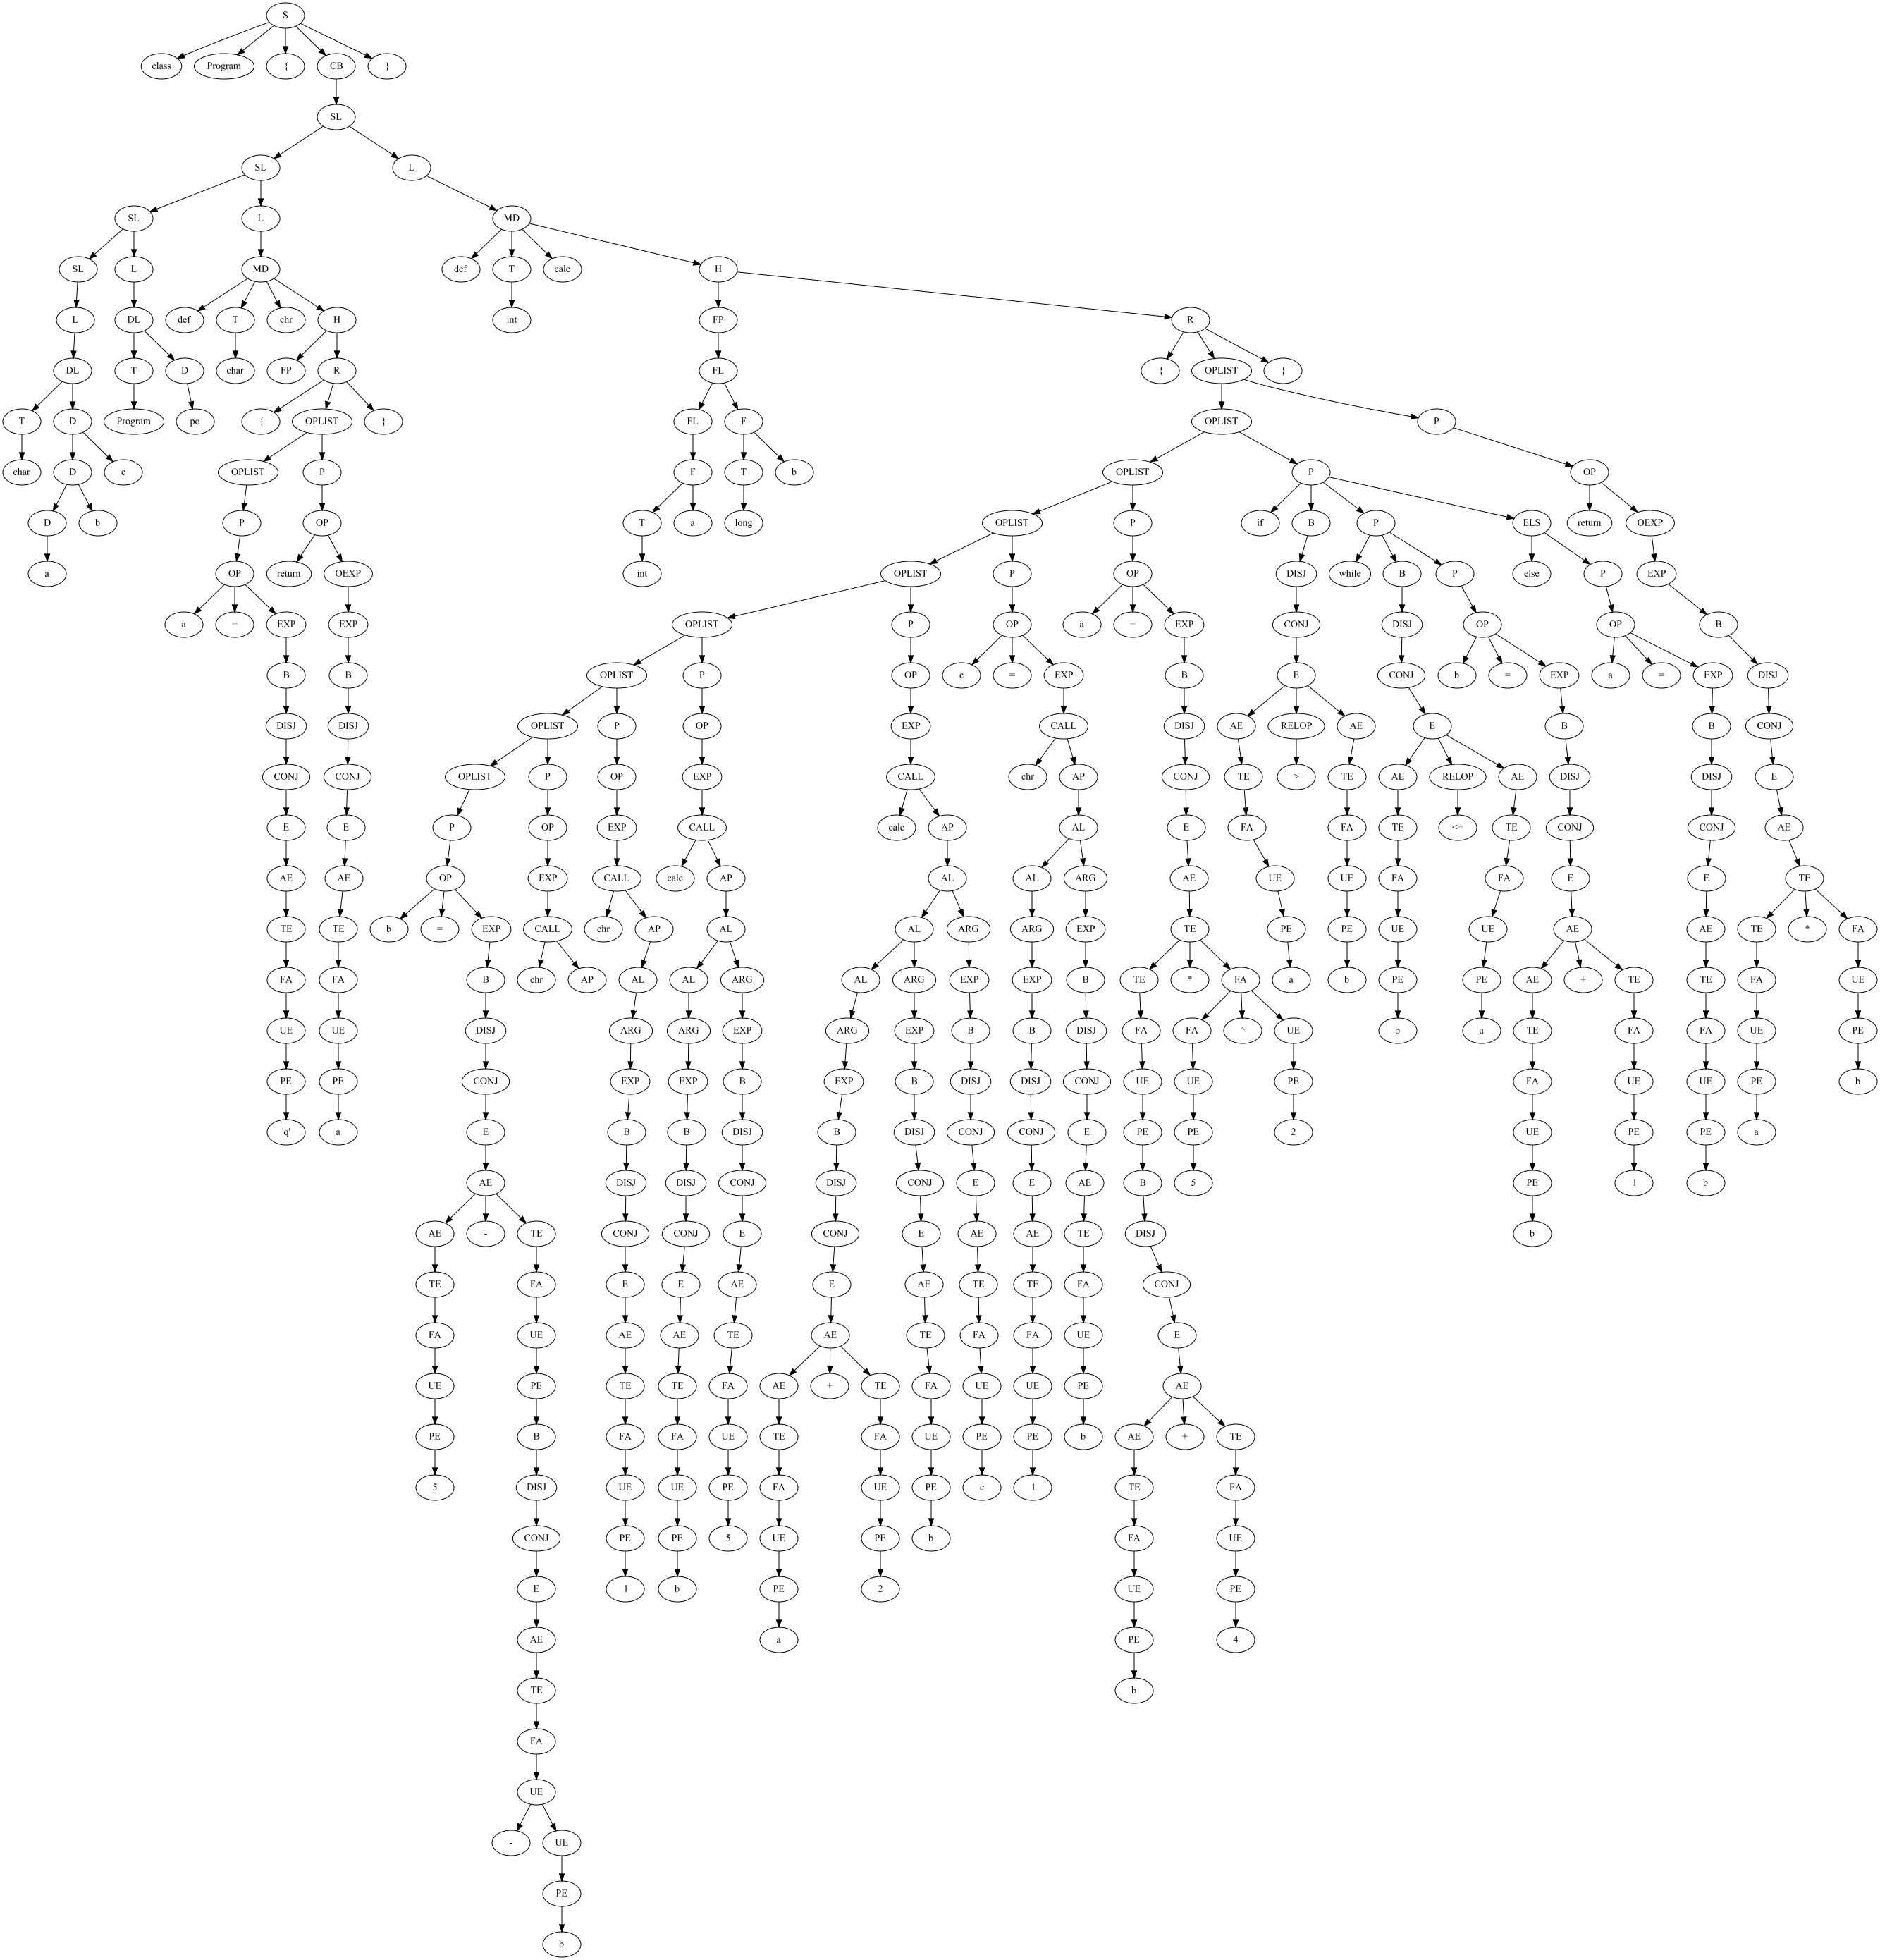 S
class Program { CB }
SL
SL L
SL L MD
SL L MD def T calc H
L DL def T chr H int FP R
DL T D char FP R FL { OPLIST }
T D Program po { OPLIST } FL F OPLIST P
char D c OPLIST P F T b OPLIST P OP
D b P OP T a long OPLIST P if B P ELS return OEXP
a OP return OEXP int OPLIST P OP DISJ while B P else P EXP
a = EXP EXP OPLIST P OP a = EXP CONJ DISJ OP OP B
B B OPLIST P OP c = EXP B E CONJ b = EXP a = EXP DISJ
DISJ DISJ OPLIST P OP EXP CALL DISJ AE RELOP AE E B B CONJ
CONJ CONJ OPLIST P OP EXP CALL chr AP CONJ TE > TE AE RELOP AE DISJ DISJ E
E E P OP EXP CALL calc AP AL E FA FA TE <= TE CONJ CONJ AE
AE AE OP EXP CALL calc AP AL AL ARG AE UE UE FA FA E E TE
TE TE b = EXP CALL chr AP AL AL ARG ARG EXP TE PE PE UE UE AE AE TE * FA
FA FA B chr AP AL AL ARG AL ARG EXP EXP B TE * FA a b PE PE AE + TE TE FA UE
UE UE DISJ ARG ARG EXP ARG EXP B B DISJ FA FA ^ UE b a TE FA FA UE PE
PE PE CONJ EXP EXP B EXP B DISJ DISJ CONJ UE UE PE FA UE UE PE b
'q' a E B B DISJ B DISJ CONJ CONJ E PE PE 2 UE PE PE a
AE DISJ DISJ CONJ DISJ CONJ E E AE B 5 PE 1 b
AE - TE CONJ CONJ E CONJ E AE AE TE DISJ b
TE FA E E AE E AE TE TE FA CONJ
FA UE AE AE TE AE TE FA FA UE E
UE PE TE TE FA AE + TE FA UE UE PE AE
PE B FA FA UE TE FA UE PE PE b AE + TE
5 DISJ UE UE PE FA UE PE c 1 TE FA
CONJ PE PE 5 UE PE b FA UE
E 1 b PE 2 UE PE
AE a PE 4
TE b
FA
UE
- UE
PE
b